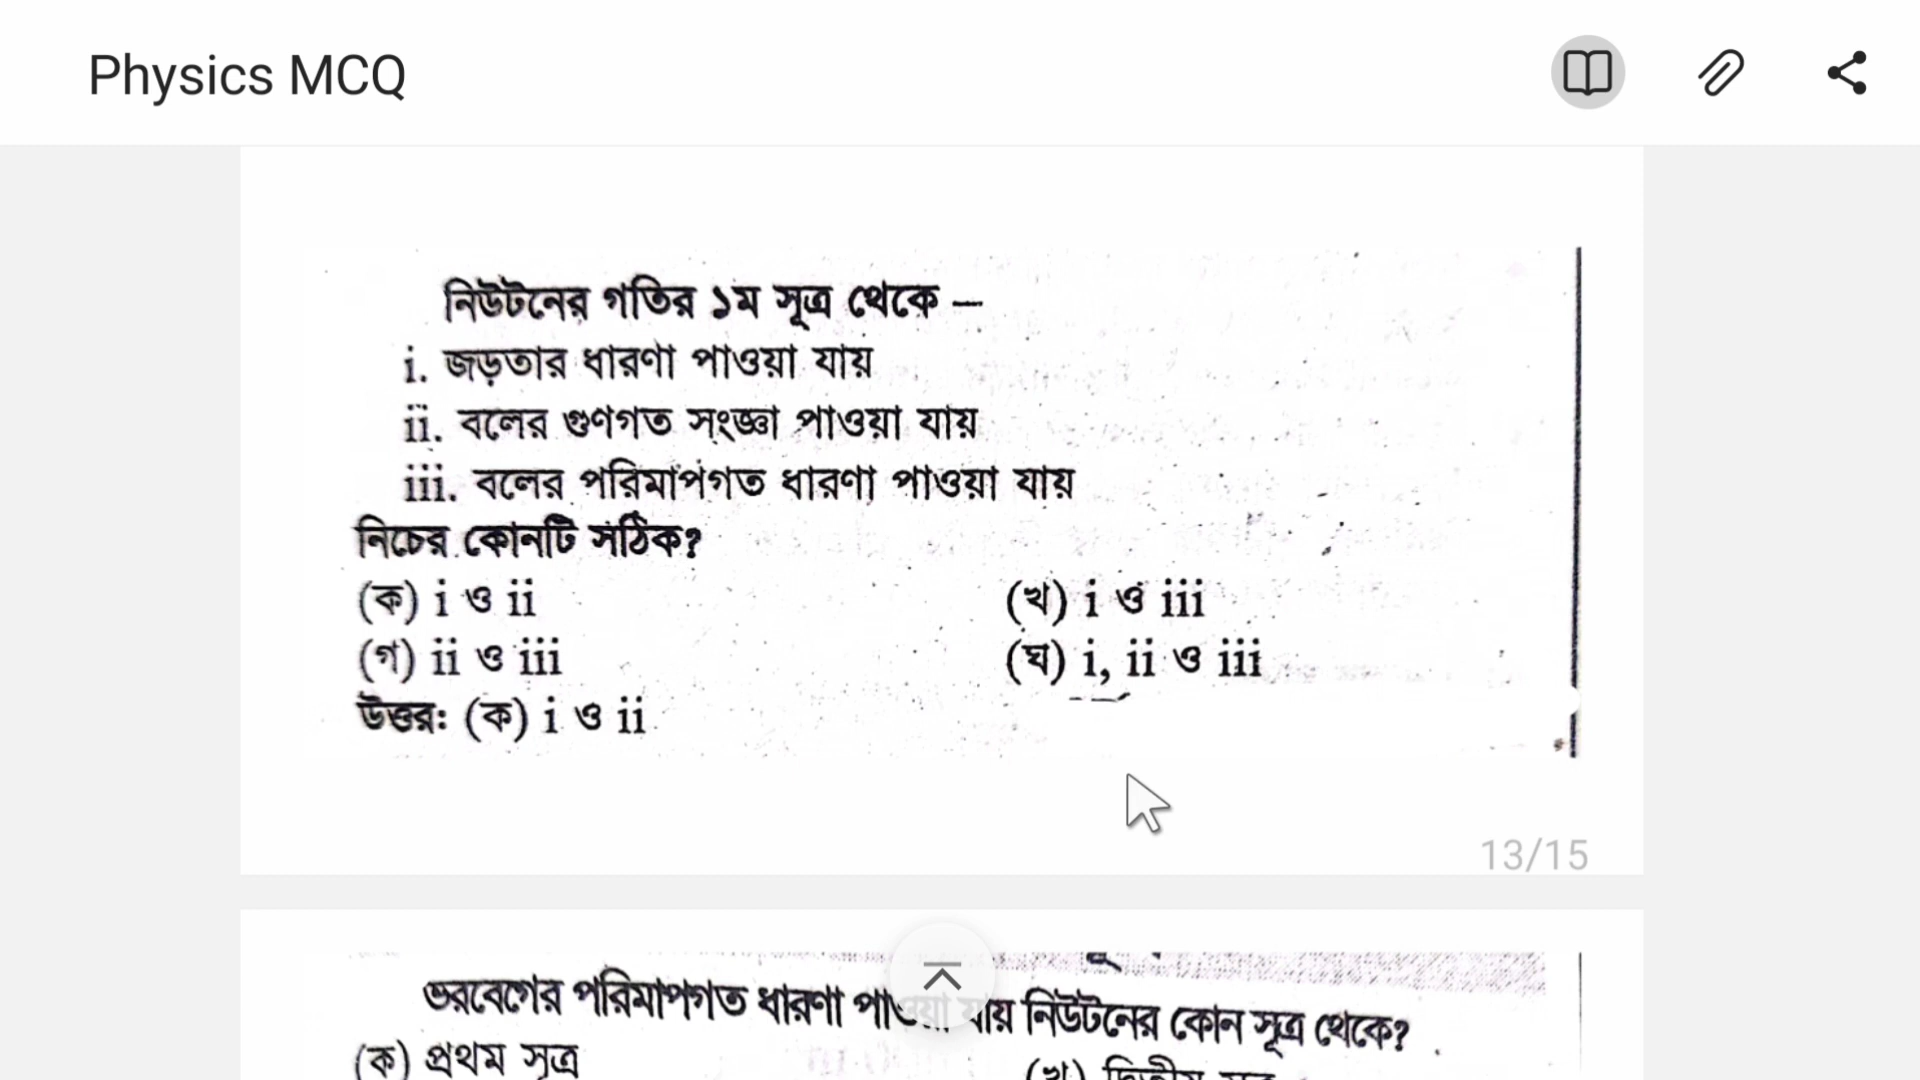 Physics MCQ
নিউটনের গতির ১ম সূত্র থেকে –
i. জড়তার ধারণা পাওয়া যায়
ii. বলের গুণগত সংজ্ঞা পাওয়া যায়
iii. বলের পরিমাপগত ধারণা পাওয়া যায়
নিচের কোনটি সঠিক?
(ক) i ও ii (খ) i ও iii
(গ) ii ও iii (ঘ) i, ii ও iii
উত্তর: (ক) i ও ii
13/15
ভরবেগের পরিমাপগত ধারণা যায় নিউটনের কোন সূত্র থেকে?
(ক) প্রথম সূত্র (খ)